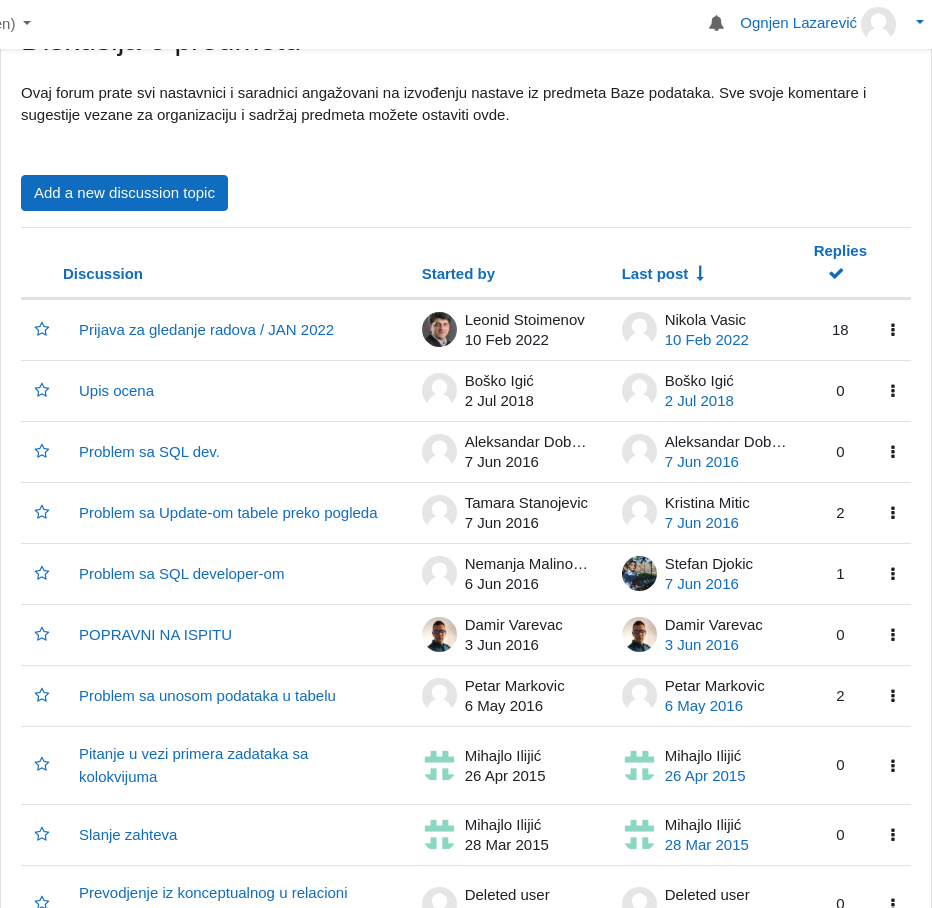 en)
Ognjen Lazarević
Diskusija o predmetu
Ovaj forum prate svi nastavnici i saradnici angažovani na izvođenju nastave iz predmeta Baze podataka. Sve svoje komentare i
sugestije vezane za organizaciju i sadržaj predmeta možete ostaviti ovde.
Add a new discussion topic
Replies
Discussion Started by Last post
Prijava za gledanje radova / JAN 2022 Leonid Stoimenov Nikola Vasic 18
10 Feb 2022 10 Feb 2022
Upis ocena Boško Igić Boško Igić 0
2 Jul 2018 2 Jul 2018
Problem sa SQL dev. Aleksandar Dob… Aleksandar Dob… 0
7 Jun 2016 7 Jun 2016
Problem sa Update-om tabele preko pogleda Tamara Stanojevic Kristina Mitic 2
7 Jun 2016 7 Jun 2016
Problem sa SQL developer-om Nemanja Malino… Stefan Djokic 1
6 Jun 2016 7 Jun 2016
POPRAVNI NA ISPITU Damir Varevac Damir Varevac 0
3 Jun 2016 3 Jun 2016
Problem sa unosom podataka u tabelu Petar Markovic Petar Markovic 2
6 May 2016 6 May 2016
Pitanje u vezi primera zadataka sa Mihajlo Ilijić Mihajlo Ilijić 0
kolokvijuma 26 Apr 2015 26 Apr 2015
Slanje zahteva Mihajlo Ilijić Mihajlo Ilijić 0
28 Mar 2015 28 Mar 2015
Prevodjenje iz konceptualnog u relacioni Deleted user Deleted user 0